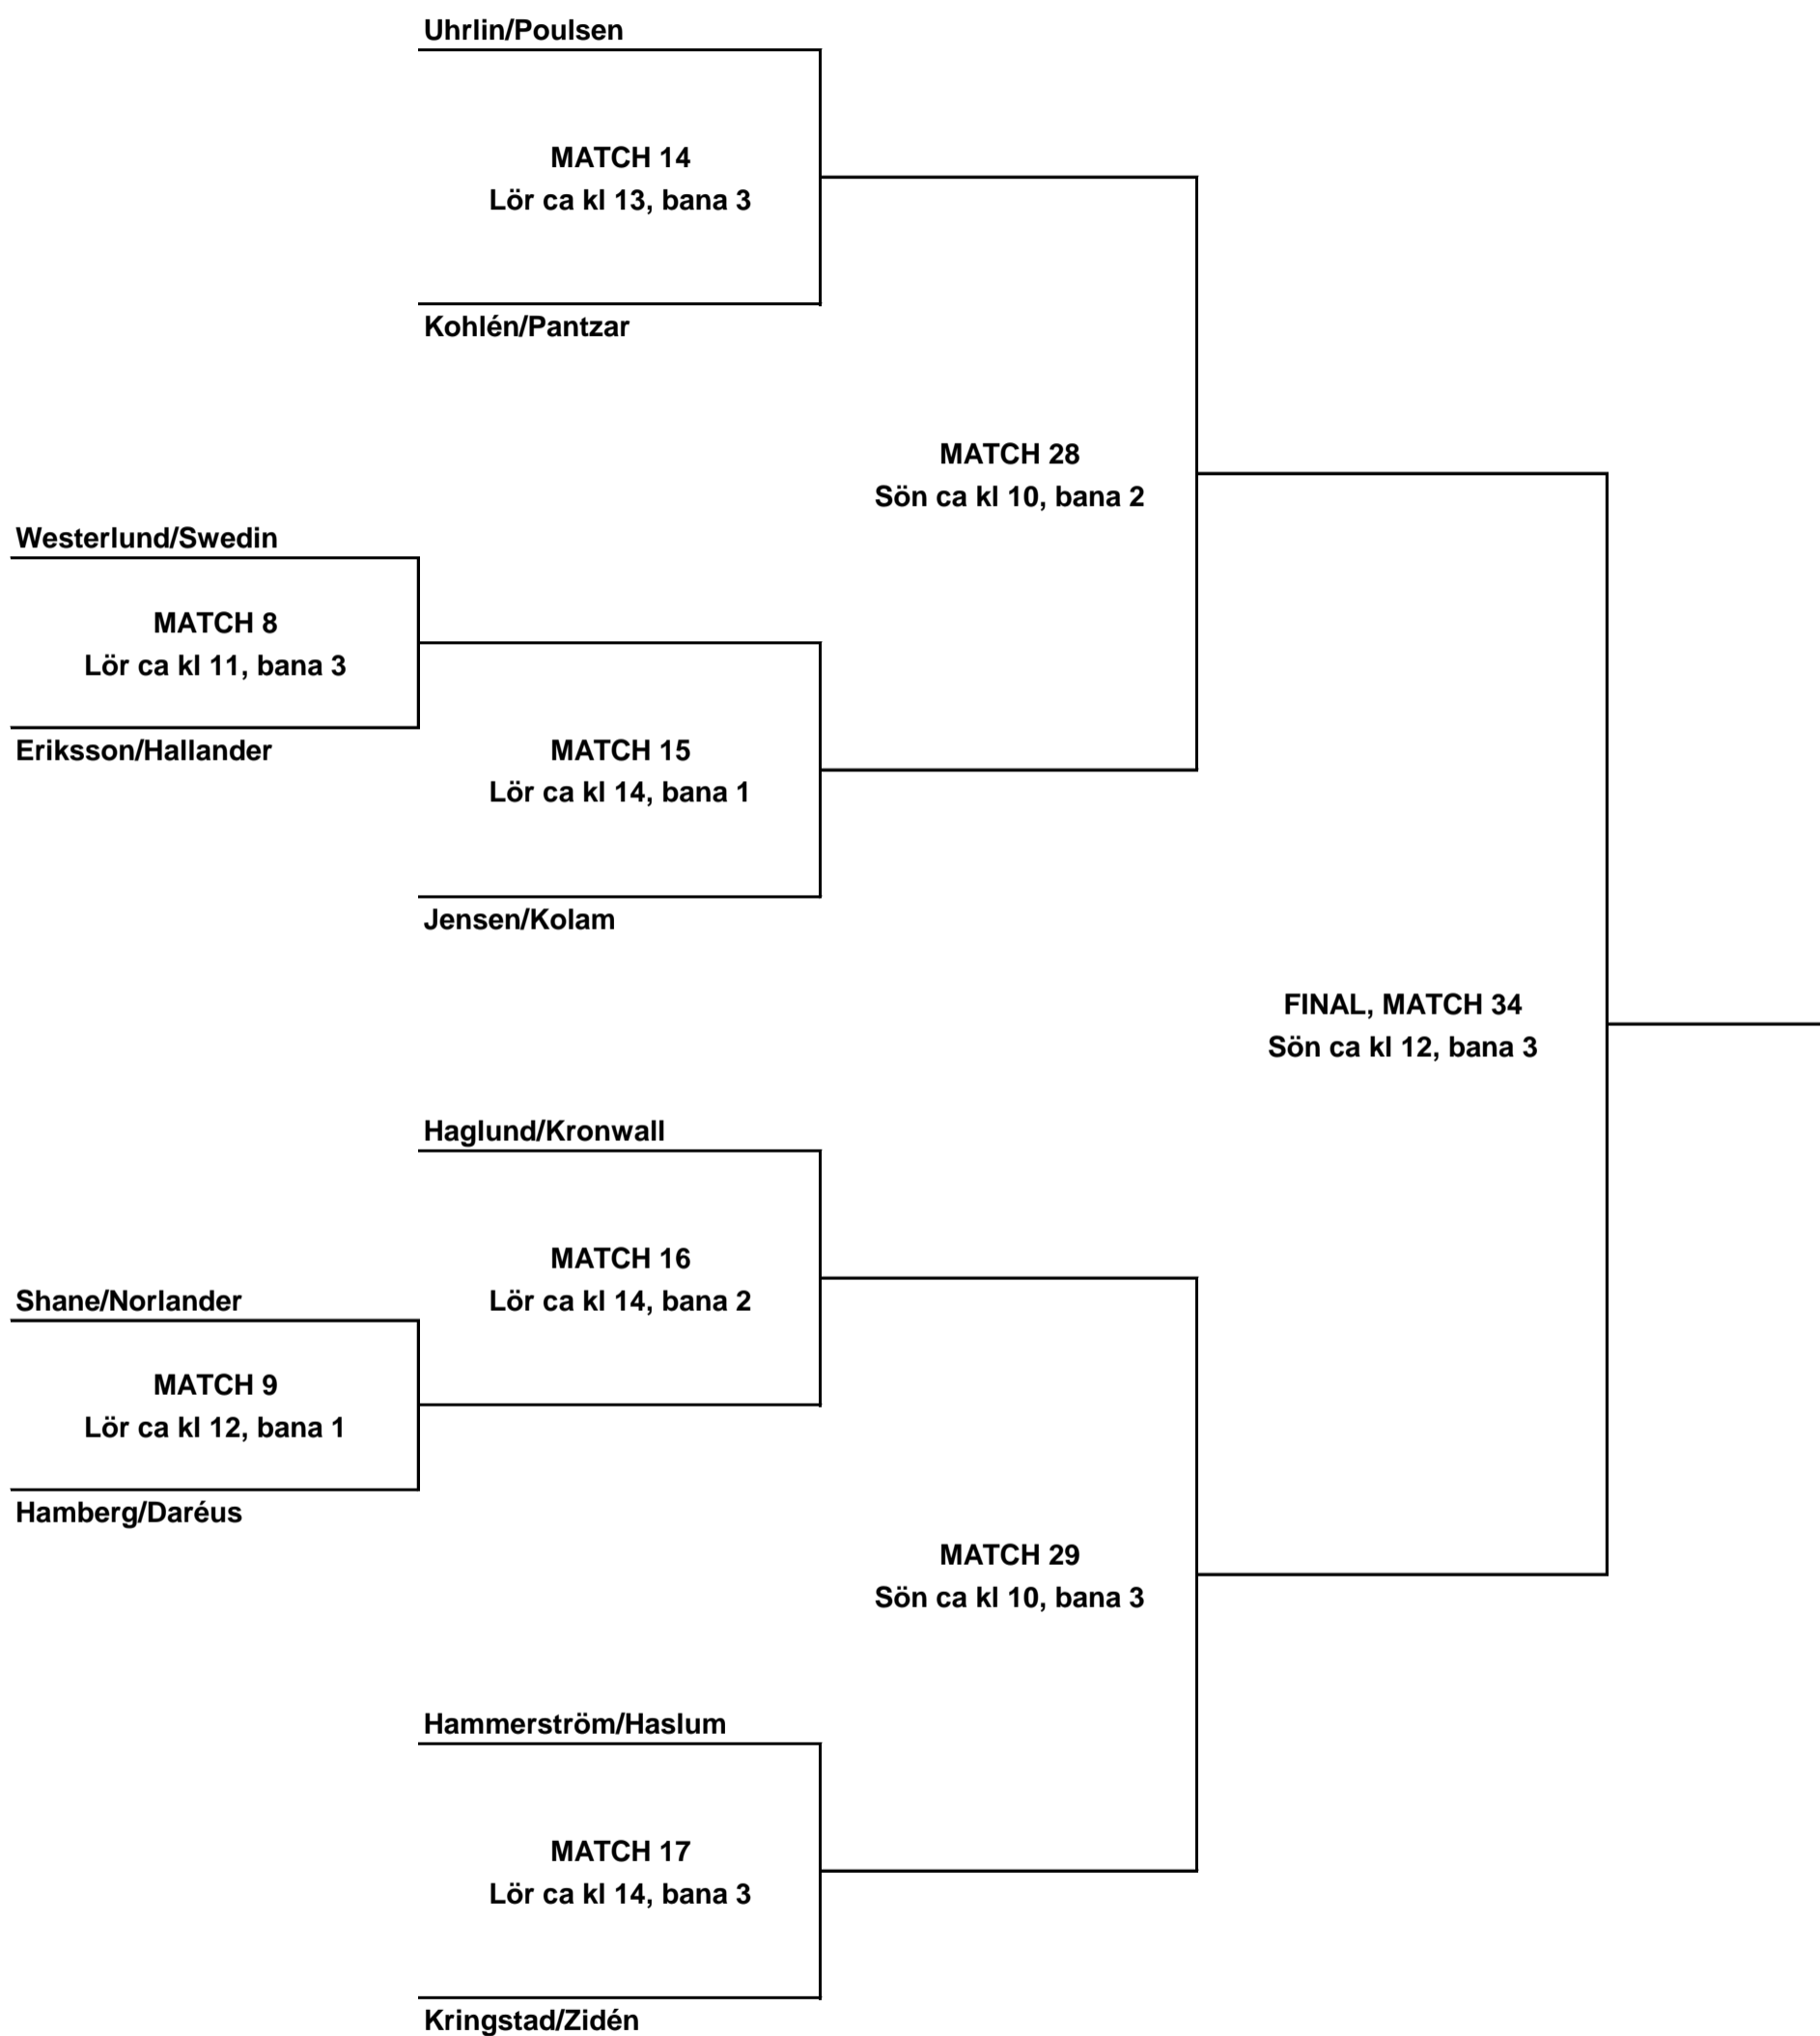 Uhrlin/Poulsen
MATCH 14
Lör ca kl 13, bana 3
Kohlén/Pantzar
MATCH 28
Sön ca kl 10, bana 2
Westerlund/Swedin
MATCH 8
Lör ca kl 11, bana 3
Eriksson/Hallander
MATCH 15
Lör ca kl 14, bana 1
Jensen/Kolam
FINAL, MATCH 34
Sön ca kl 12, bana 3
Haglund/Kronwall
MATCH 16
Lör ca kl 14, bana 2
Shane/Norlander
MATCH 9
Lör ca kl 12, bana 1
Hamberg/Daréus
MATCH 29
Sön ca kl 10, bana 3
Hammerström/Haslum
MATCH 17
Lör ca kl 14, bana 3
Kringstad/Zidén